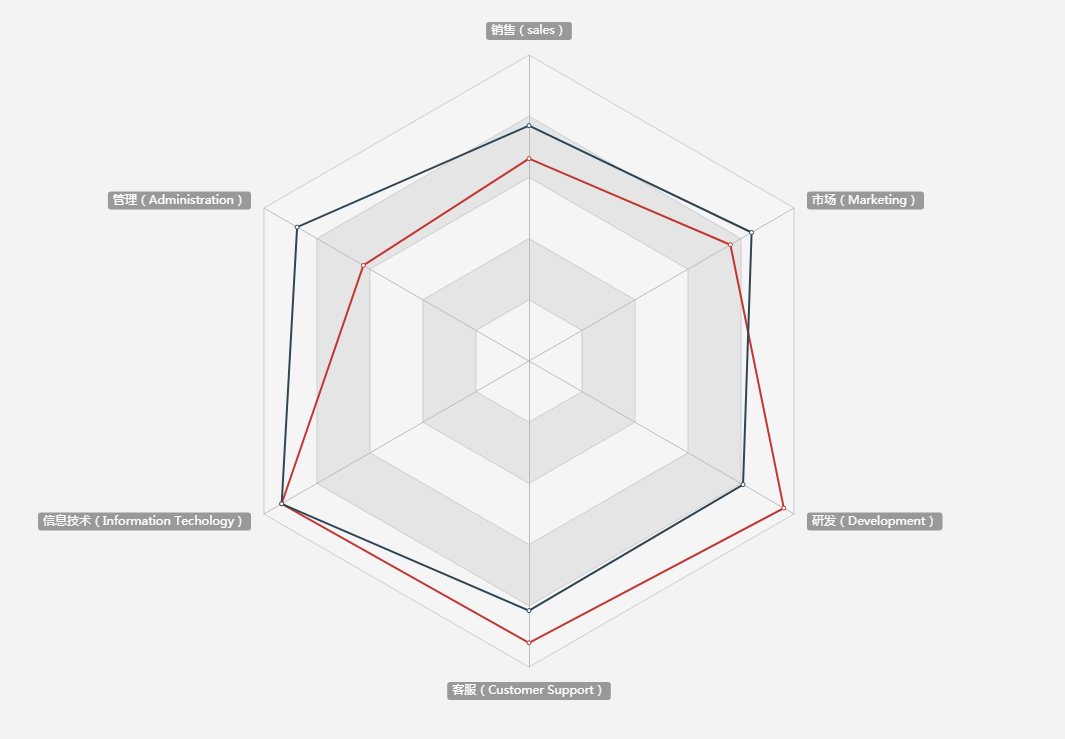 销售（sales）
管理（Administration）
市场（Marketing）
信息技术（Information Techology）
研发（Development）
客服（Customer Support）